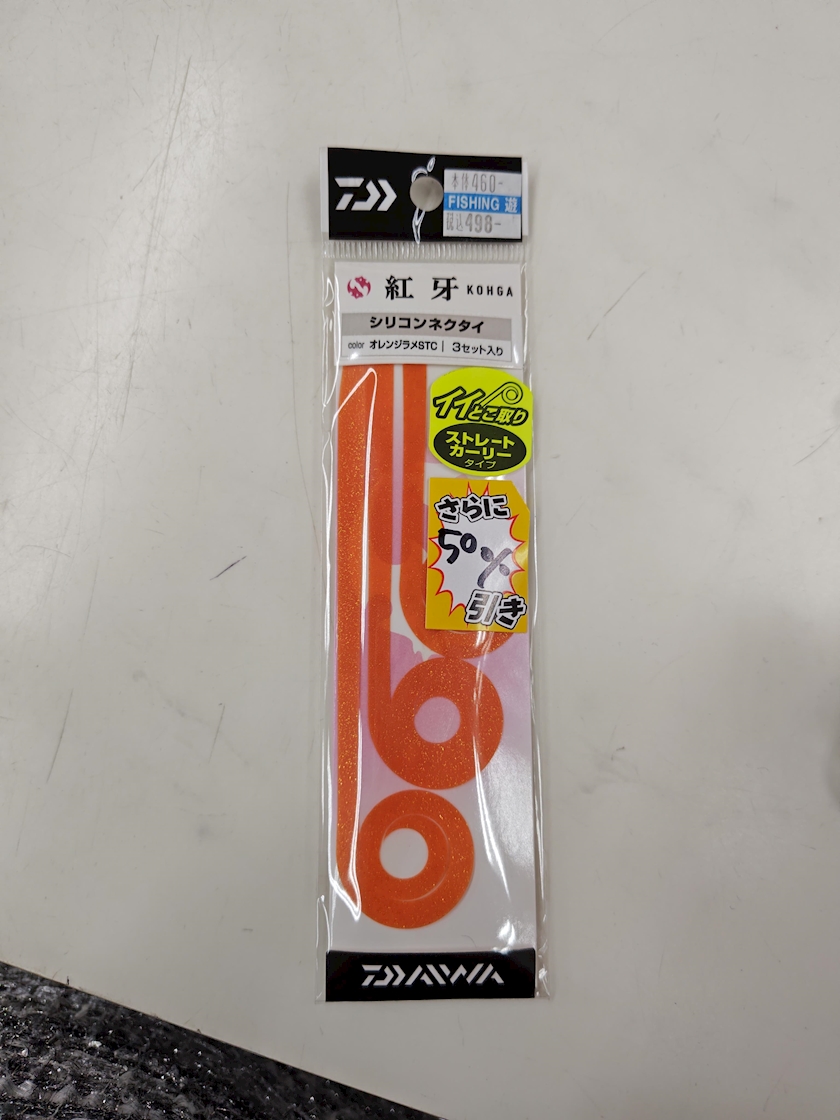 本体460-
FISHING 遊
税込498-
紅牙 KOHGA
シリコンネクタイ
color オレンジラメSTC | 3セット入り
イイとこ取り
ストレート
カーリー
タイプ
さらに
50%
引き
DAIWA